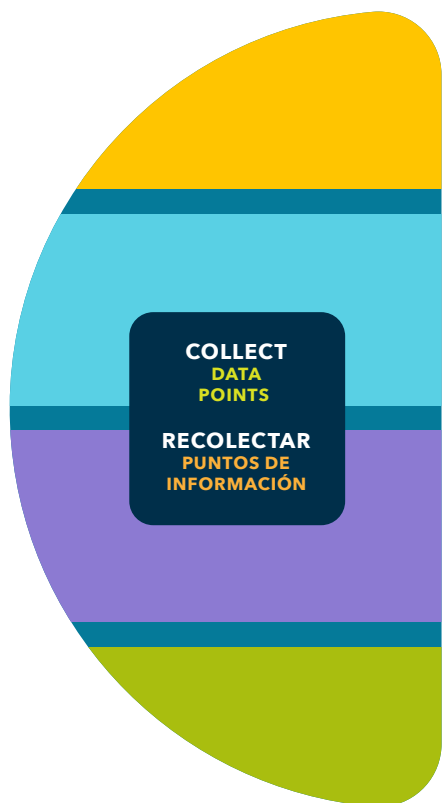 COLLECT
DATA
POINTS
RECOLECTAR
PUNTOS DE
INFORMACIÓN